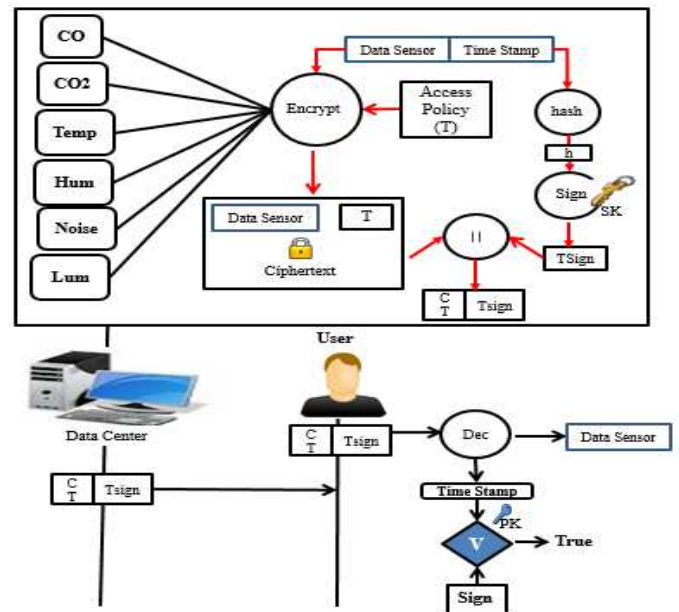 CO
CO2
Temp
Hum
Noise
Lum
Encrypt
Data Sensor
Time Stamp
Access
Policy
(T)
hash
h
Sign
SK
TSign
Data Sensor
T
Ciphertext
||
C
T
Tsign
User
Data Center
C
T
Tsign
C
T
Tsign
Dec
Data Sensor
Time Stamp
PK
V
True
Sign